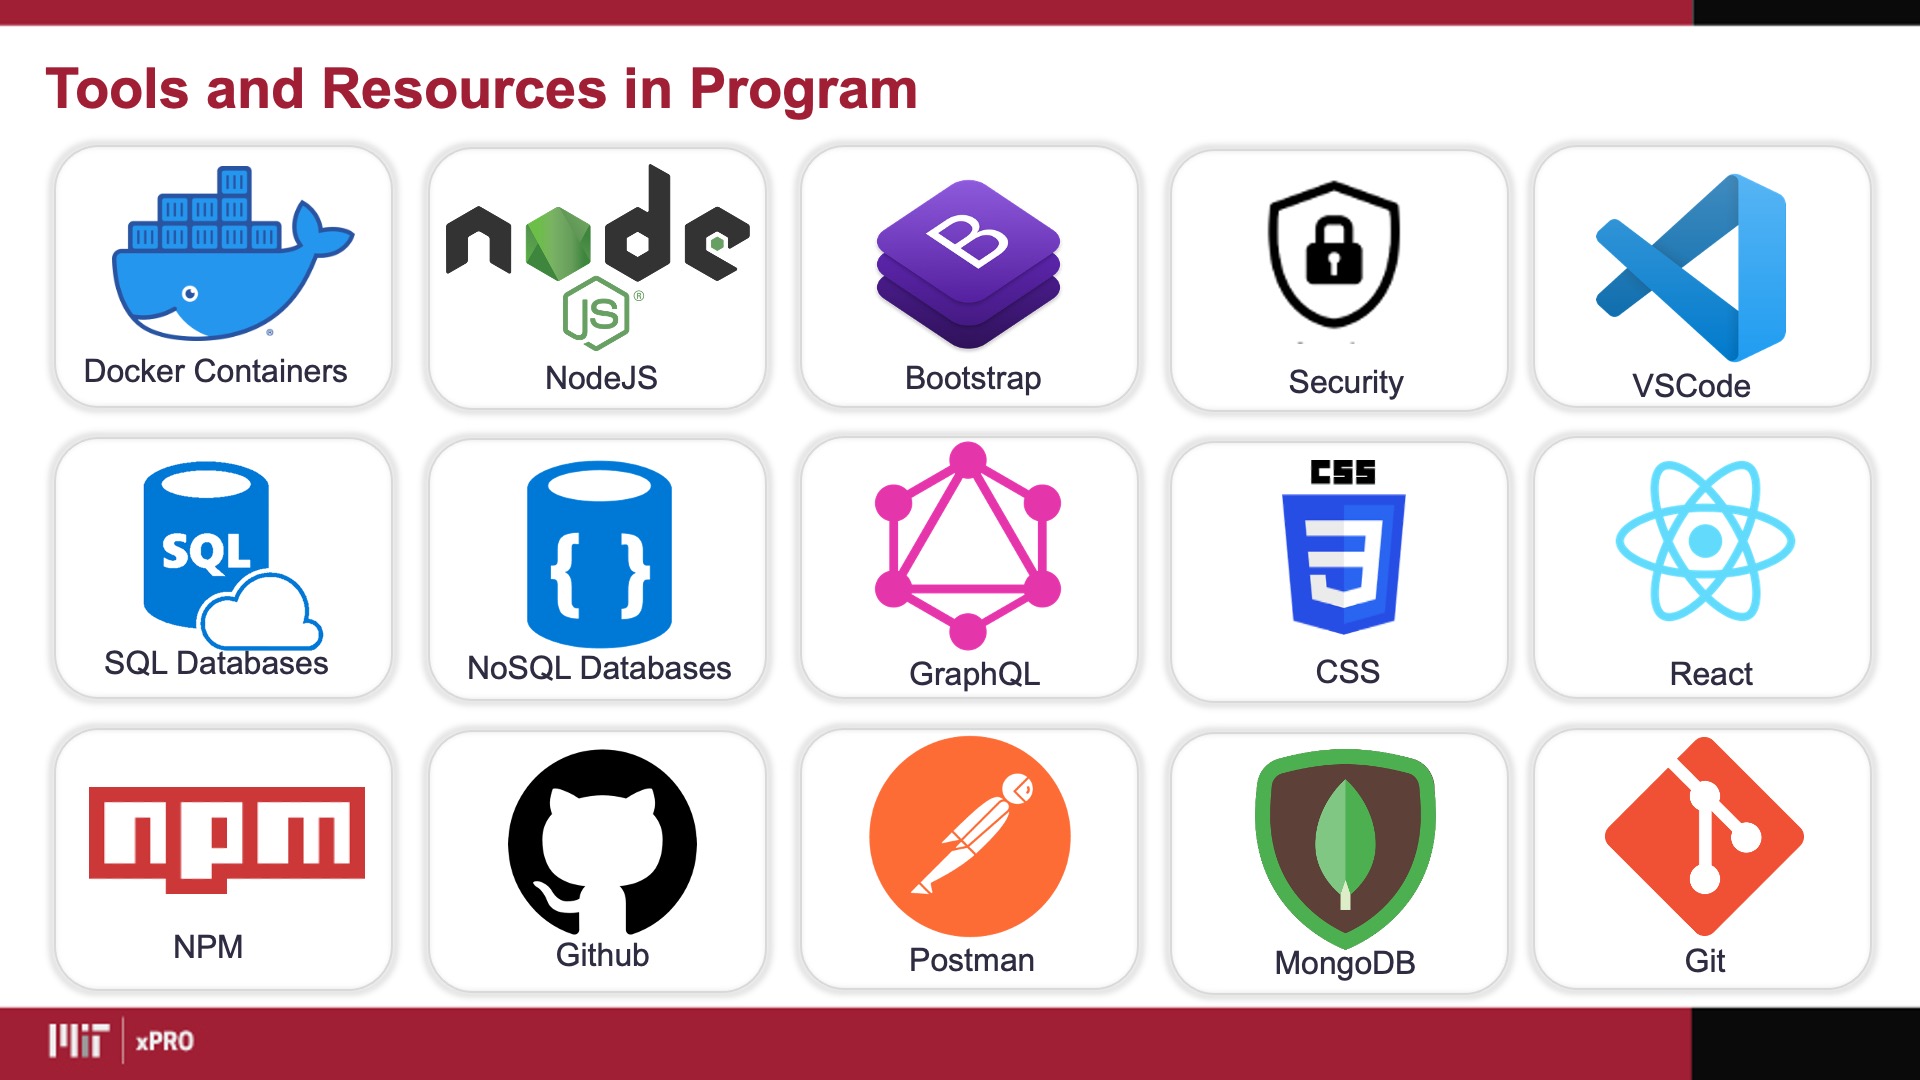 Tools and Resources in Program
node
JS ®
B
®
Docker Containers
NodeJS
Bootstrap
Security
VSCode
SQL
{ }
CSS
3
SQL Databases
NoSQL Databases
GraphQL
CSS
React
npm
NPM
Github
Postman
MongoDB
Git
MIT xPRO